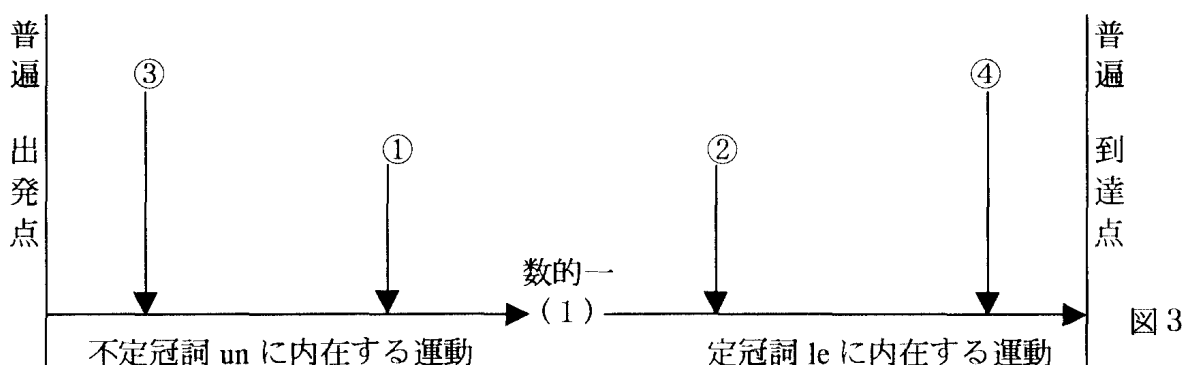 普遍 出発点
③
①
②
④
普遍 到達点
数的一
(1)
図3
不定冠詞 un に内在する運動
定冠詞 le に内在する運動